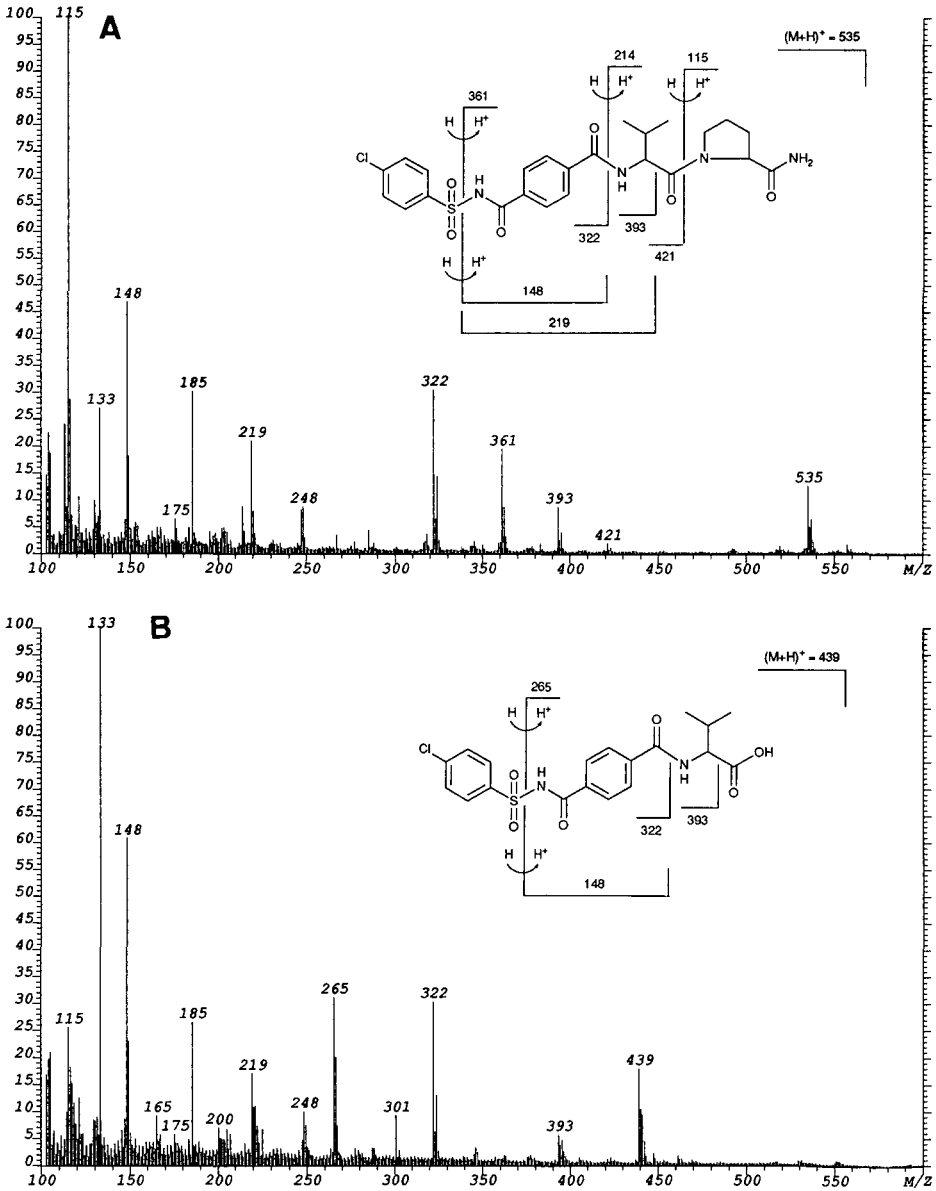 A
(M+H)+ = 535
214 115
H H+ H H+
361
H H+
Cl
O
S
O
H
N
O
O
N
H
O
N
O
NH2
322 393
421
H H+
148
219
100
95
90
85
80
75
70
65
60
55
50
45
40
35
30
25
20
15
10
5
0
115
133
148
175
185
219
248
322
361
393
421
535
100 150 200 250 300 350 400 450 500 550 M/Z
B
(M+H)+ = 439
265
H H+
Cl
O
S
O
H
N
O
O
N
H
O
OH
322 393
H H+
148
100
95
90
85
80
75
70
65
60
55
50
45
40
35
30
25
20
15
10
5
0
133
148
115
165
175
185
200
219
248
265
301
322
393
439
100 150 200 250 300 350 400 450 500 550 M/Z